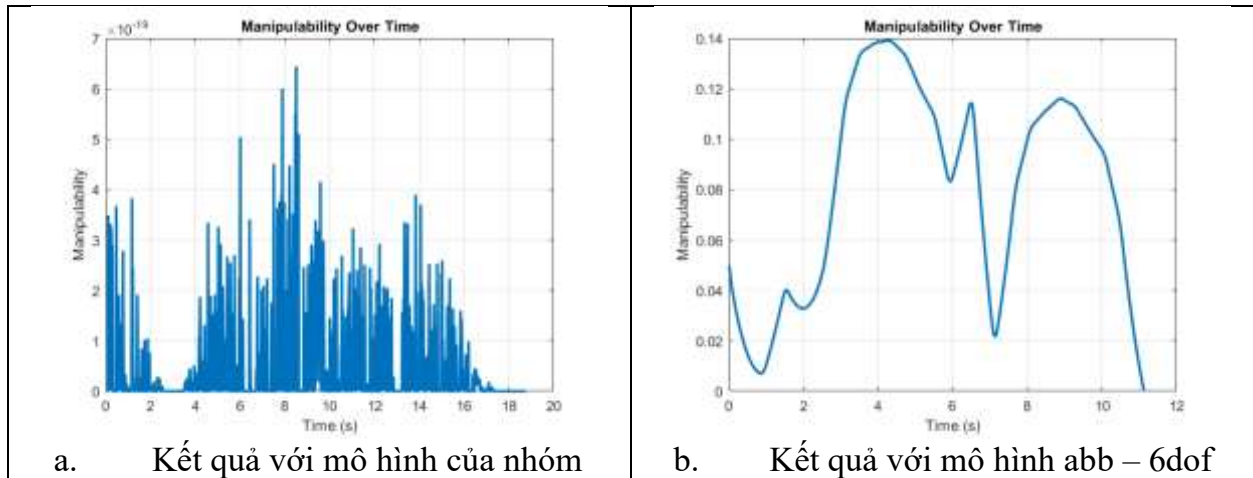 Manipulability Over Time
×10⁻¹⁹
7
6
5
4
3
2
1
0
Manipulability
0 2 4 6 8 10 12 14 16 18 20
Time (s)
a. Kết quả với mô hình của nhóm
Manipulability Over Time
0.14
0.12
0.1
0.08
0.06
0.04
0.02
0
Manipulability
0 2 4 6 8 10 12
Time (s)
b. Kết quả với mô hình abb – 6dof